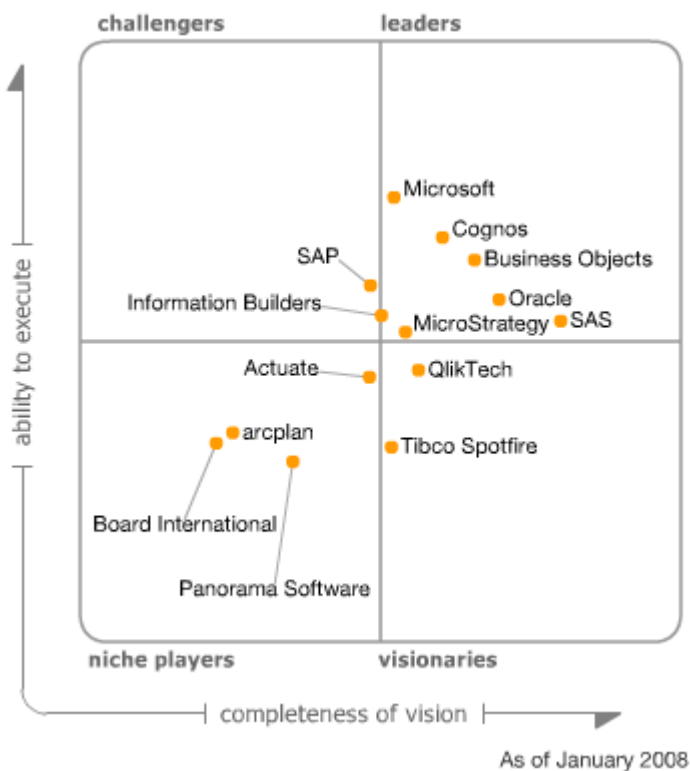 challengers
leaders
Microsoft
Cognos
SAP
Business Objects
Information Builders
Oracle
MicroStrategy
SAS
Actuate
QlikTech
arcplan
Tibco Spotfire
Board International
Panorama Software
niche players
visionaries
ability to execute
completeness of vision
As of January 2008